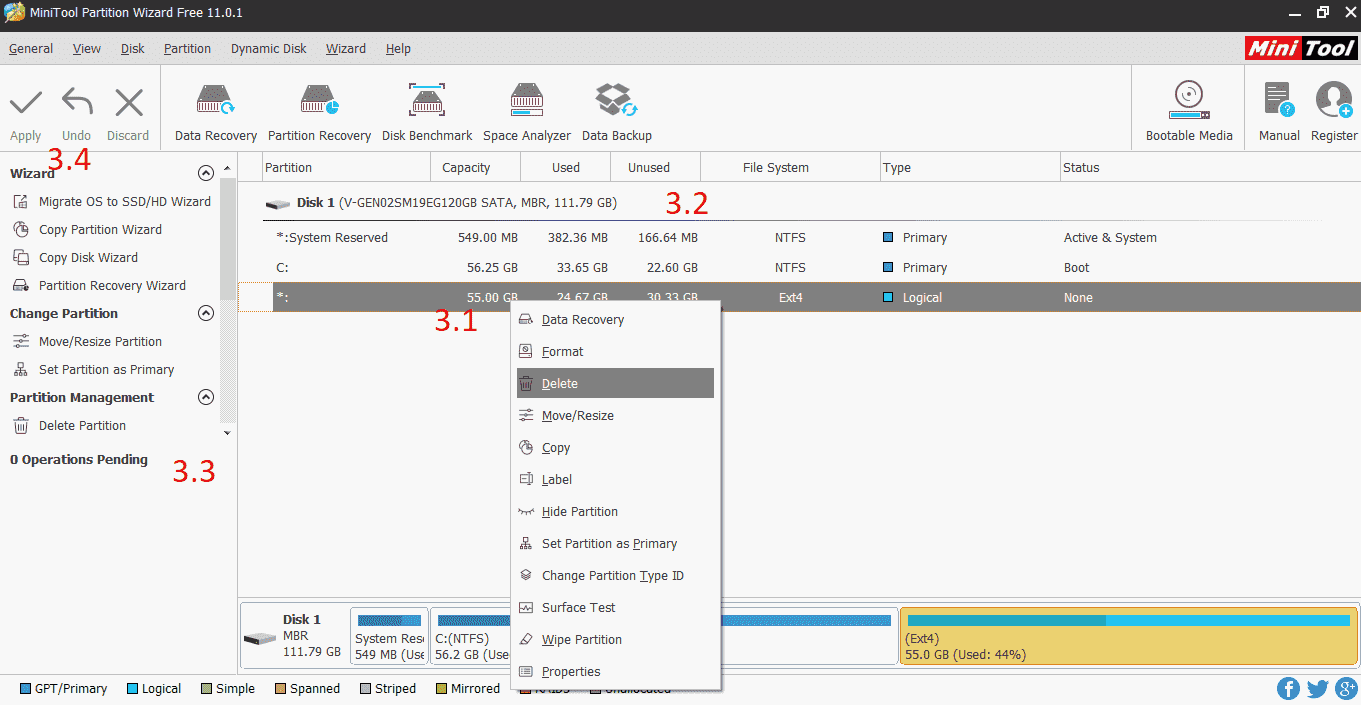 MiniTool Partition Wizard Free 11.0.1
General View Disk Partition Dynamic Disk Wizard Help
Mini Tool
Apply Undo Discard Data Recovery Partition Recovery Disk Benchmark Space Analyzer Data Backup Bootable Media Manual Register
3.4
Wizard
Migrate OS to SSD/HD Wizard
Copy Partition Wizard
Copy Disk Wizard
Partition Recovery Wizard
Change Partition
Move/Resize Partition
Set Partition as Primary
Partition Management
Delete Partition
0 Operations Pending
3.3
Partition Capacity Used Unused File System Type Status
Disk 1 (V-GEN02SM19EG120GB SATA, MBR, 111.79 GB)
3.2
*:System Reserved 549.00 MB 382.36 MB 166.64 MB NTFS Primary Active & System
C: 56.25 GB 33.65 GB 22.60 GB NTFS Primary Boot
*: 55.00 GB 24.67 GB 30.33 GB Ext4 Logical None
3.1
Data Recovery
Format
Delete
Move/Resize
Copy
Label
Hide Partition
Set Partition as Primary
Change Partition Type ID
Surface Test
Wipe Partition
Properties
Disk 1
MBR
111.79 GB
System Res
549 MB (Use
C:(NTFS)
56.2 GB (Use
(Ext4)
55.0 GB (Used: 44%)
GPT/Primary Logical Simple Spanned Striped Mirrored RAID5 Unallocated